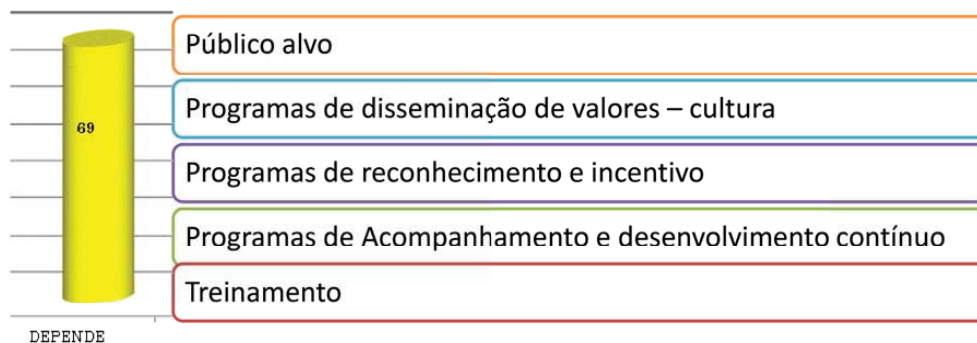 Público alvo
Programas de disseminação de valores – cultura
69
Programas de reconhecimento e incentivo
Programas de Acompanhamento e desenvolvimento contínuo
Treinamento
DEPENDE